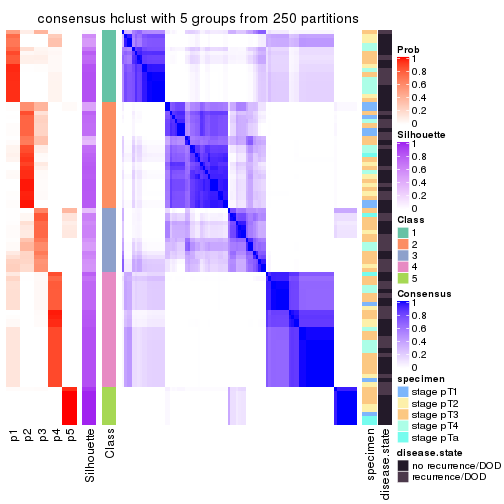 consensus hclust with 5 groups from 250 partitions
Prob
1
0.8
0.6
0.4
0.2
0
Silhouette
1
0.8
0.6
0.4
0.2
0
Class
1
2
3
4
5
Consensus
1
0.8
0.6
0.4
0.2
0
specimen
stage pT1
stage pT2
stage pT3
stage pT4
stage pTa
disease.state
no recurrence/DOD
recurrence/DOD
p1
p2
p3
p4
p5
Silhouette
Class
specimen
disease.state